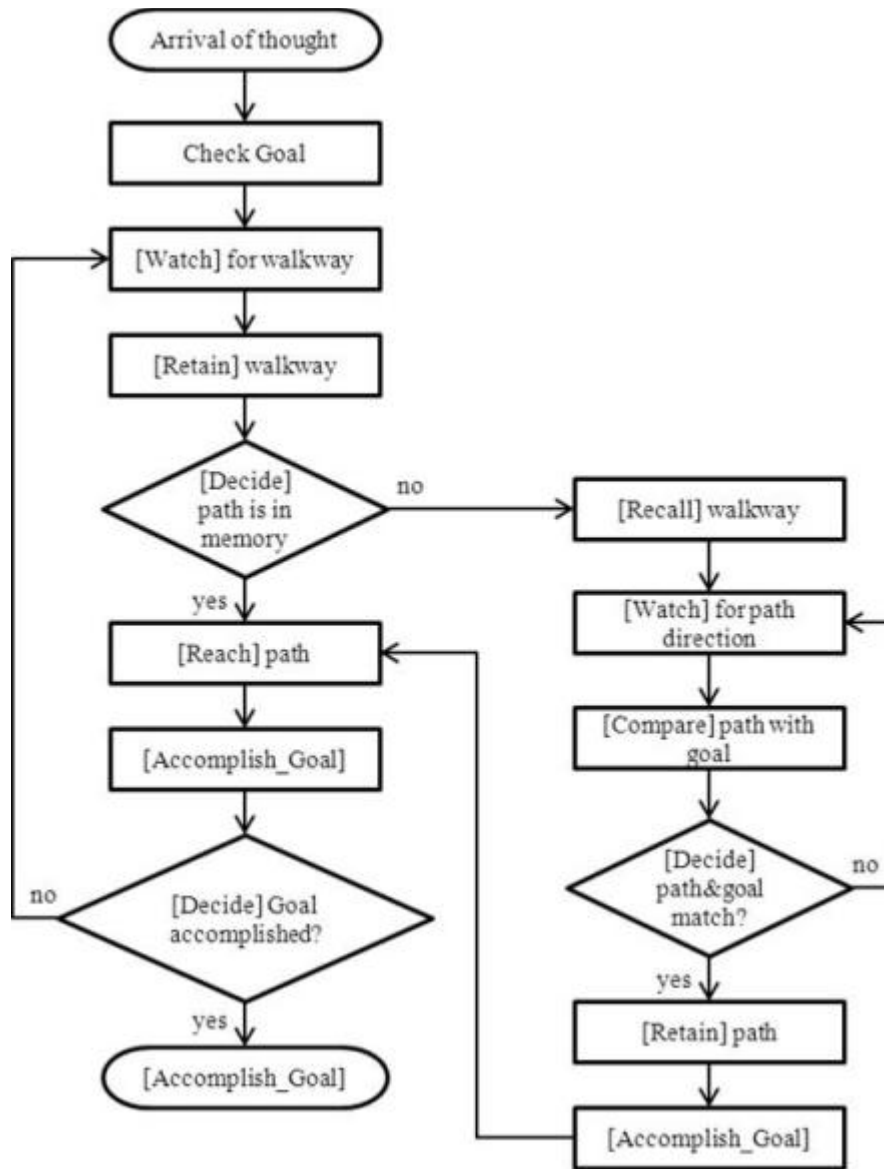 Arrival of thought
Check Goal
[Watch] for walkway
[Retain] walkway
[Decide]
path is in
memory
no
yes
[Reach] path
[Accomplish_Goal]
[Decide] Goal
accomplished?
no
yes
[Accomplish_Goal]
[Recall] walkway
[Watch] for path
direction
[Compare] path with
goal
[Decide]
path&goal
match?
no
yes
[Retain] path
[Accomplish_Goal]